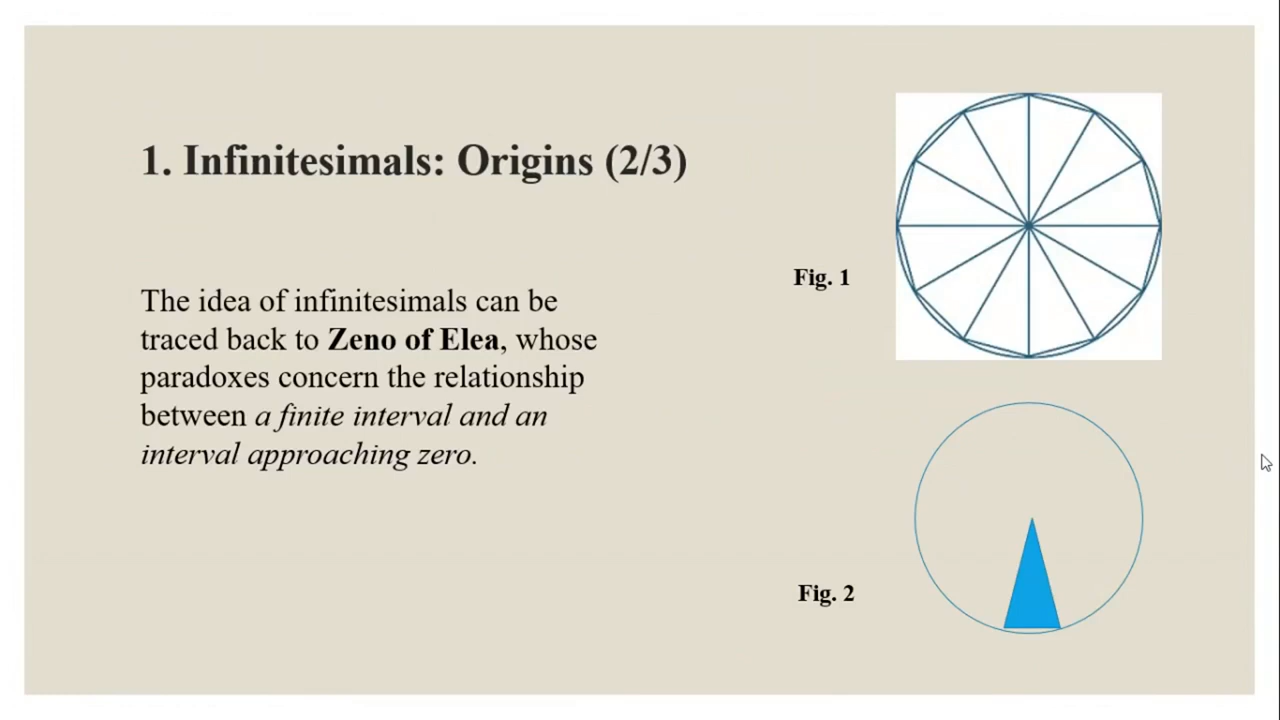 1. Infinitesimals: Origins (2/3)
The idea of infinitesimals can be
traced back to Zeno of Elea, whose
paradoxes concern the relationship
between a finite interval and an
interval approaching zero.
Fig. 1
Fig. 2